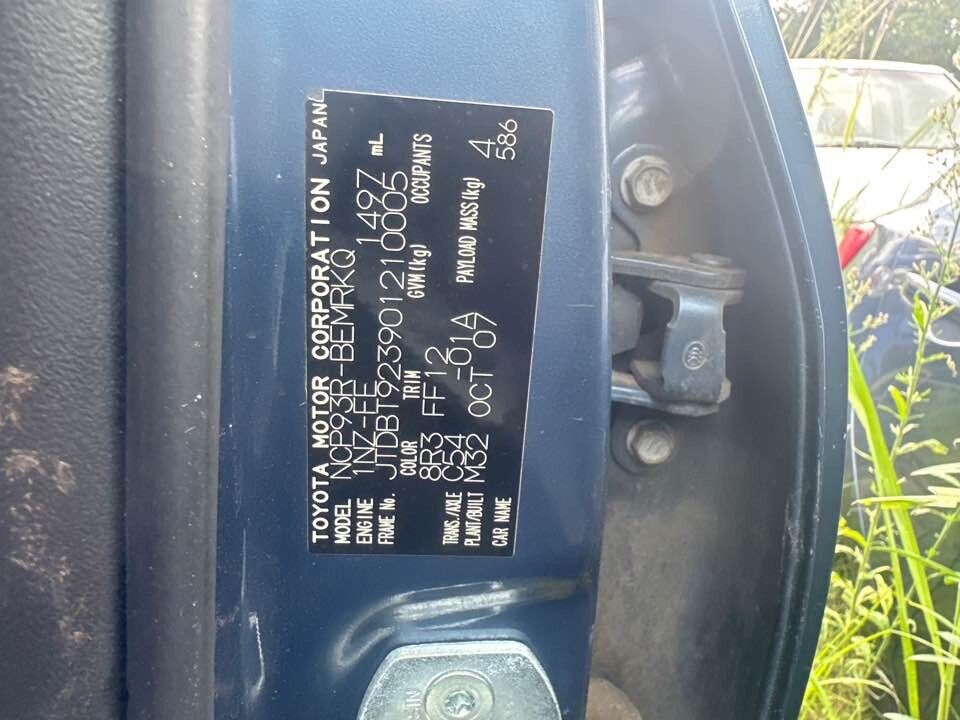 TOYOTA MOTOR CORPORATION JAPAN
MODEL NCP93R-BEMRKQ
ENGINE 1NZ-FE 1497 mL
FRAME No. JTDBT923901210005
COLOR TRIM GVM(kg) OCCUPANTS
8R3 FF12 4
TRANS./AXLE C54 -01A PAYLOAD MASS(kg) 586
PLANT/BUILT M32 OCT 07
CAR NAME